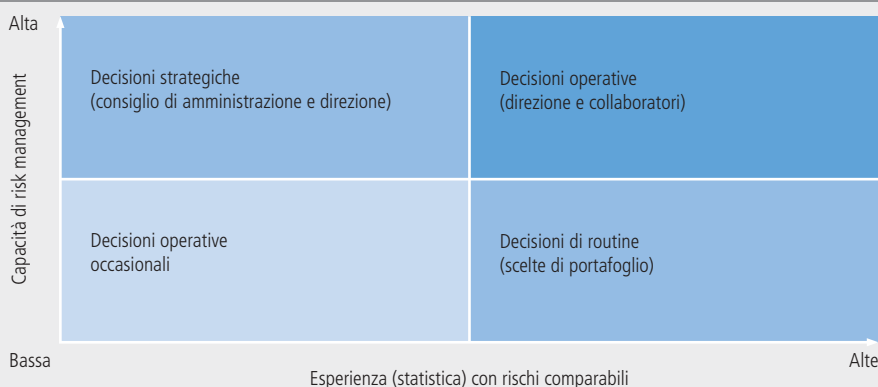 Alta
Capacità di risk management
Decisioni strategiche
(consiglio di amministrazione e direzione)
Decisioni operative
(direzione e collaboratori)
Decisioni operative
occasionali
Decisioni di routine
(scelte di portafoglio)
Bassa
Alte
Esperienza (statistica) con rischi comparabili